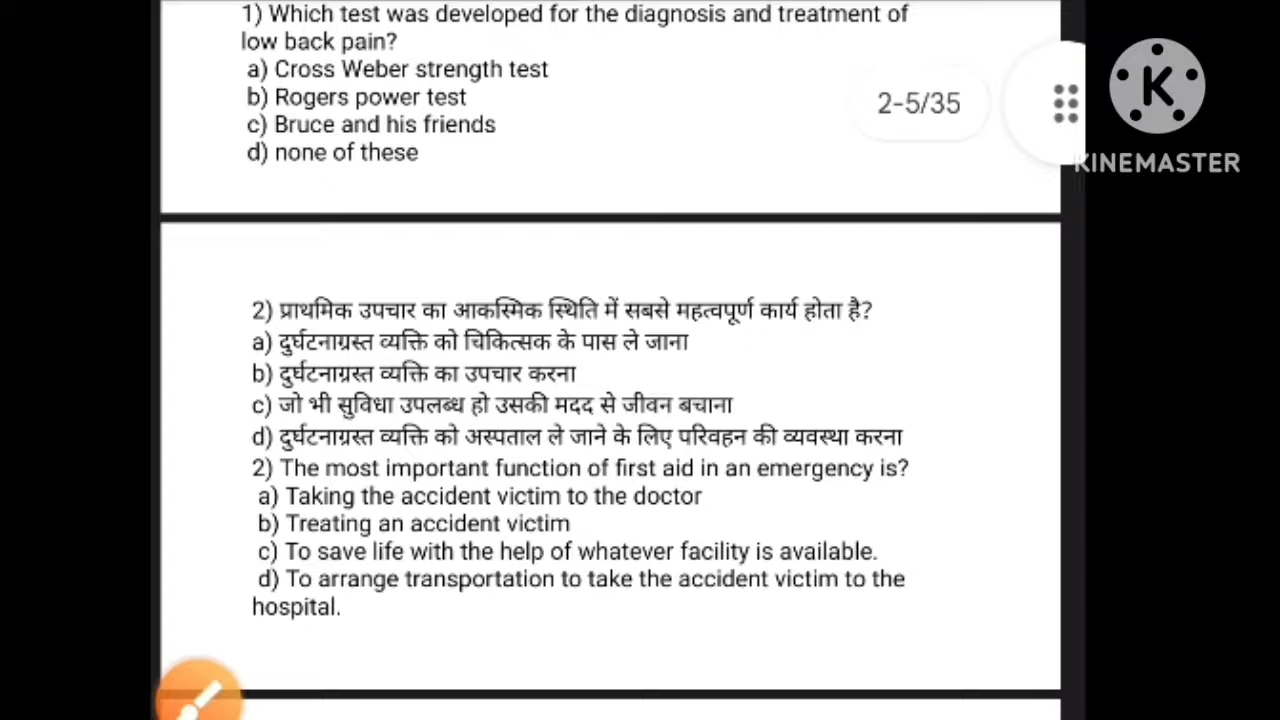 1) Which test was developed for the diagnosis and treatment of
low back pain?
a) Cross Weber strength test
b) Rogers power test
c) Bruce and his friends
d) none of these
2-5/35
K
KINEMASTER
2) प्राथमिक उपचार का आकस्मिक स्थिति में सबसे महत्वपूर्ण कार्य होता है?
a) दुर्घटनाग्रस्त व्यक्ति को चिकित्सक के पास ले जाना
b) दुर्घटनाग्रस्त व्यक्ति का उपचार करना
c) जो भी सुविधा उपलब्ध हो उसकी मदद से जीवन बचाना
d) दुर्घटनाग्रस्त व्यक्ति को अस्पताल ले जाने के लिए परिवहन की व्यवस्था करना
2) The most important function of first aid in an emergency is?
a) Taking the accident victim to the doctor
b) Treating an accident victim
c) To save life with the help of whatever facility is available.
d) To arrange transportation to take the accident victim to the
hospital.